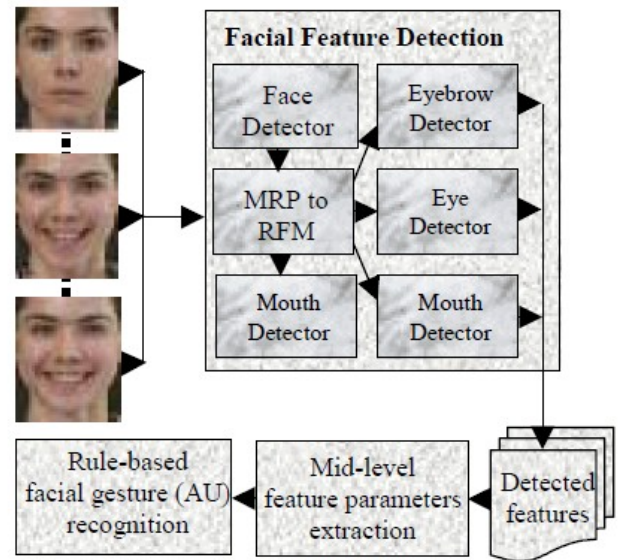 Facial Feature Detection
Face
Detector
Eyebrow
Detector
MRP to
RFM
Eye
Detector
Mouth
Detector
Mouth
Detector
Detected
features
Mid-level
feature parameters
extraction
Rule-based
facial gesture (AU)
recognition